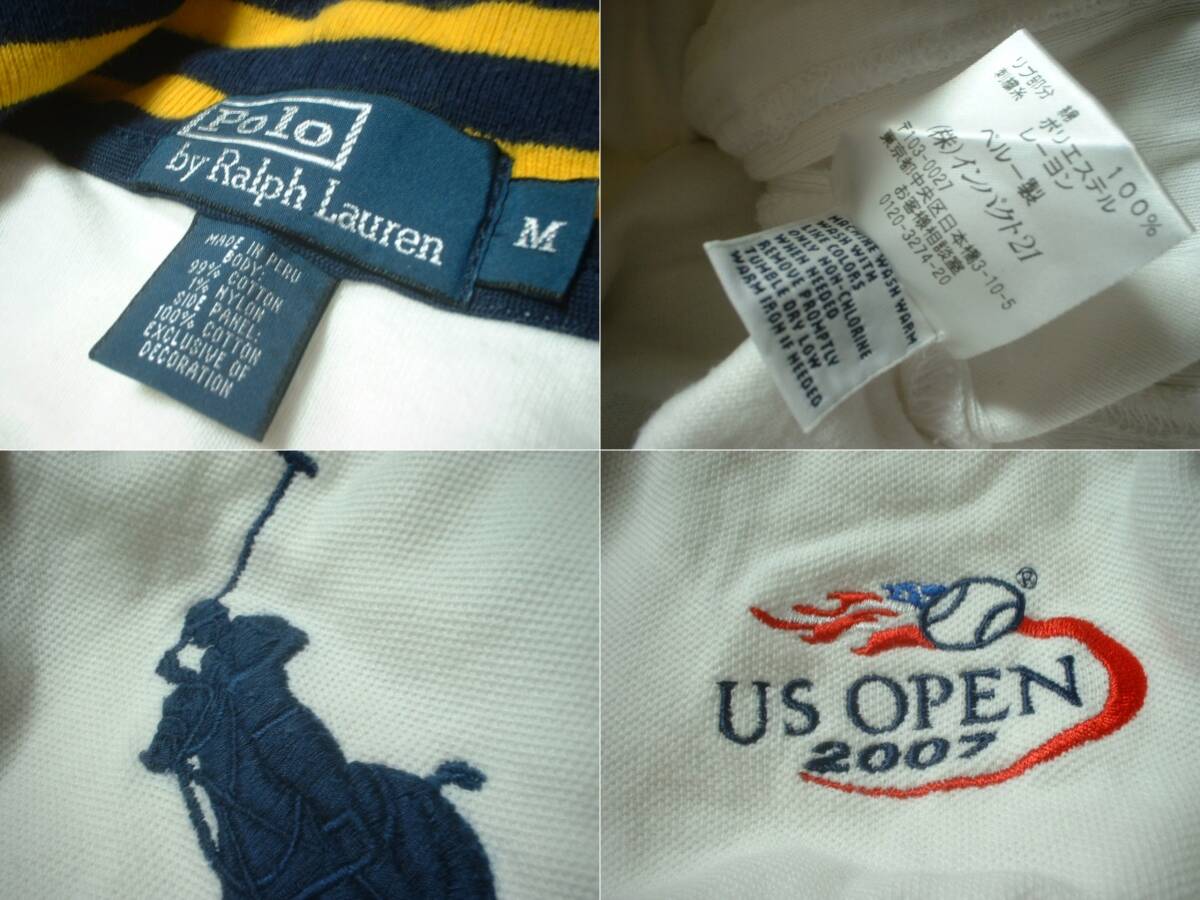 Polo
by Ralph Lauren
M
MADE IN PERU
BODY:
99% COTTON
1% NYLON
SIDE PANEL:
100% COTTON
EXCLUSIVE OF
DECORATION
リブ部分 綿 100%
刺繍糸 ポリエステル
レーヨン
ペルー製
(株)インパクト21
〒103-0027
東京都中央区日本橋3-10-5
お客様相談室
0120-3274-20
MACHINE WASH WARM
WASH WITH
LIKE COLORS
ONLY NON-CHLORINE
WHEN NEEDED
REMOVE PROMPTLY
TUMBLE DRY LOW
WARM IRON IF NEEDED
®
US OPEN
2007